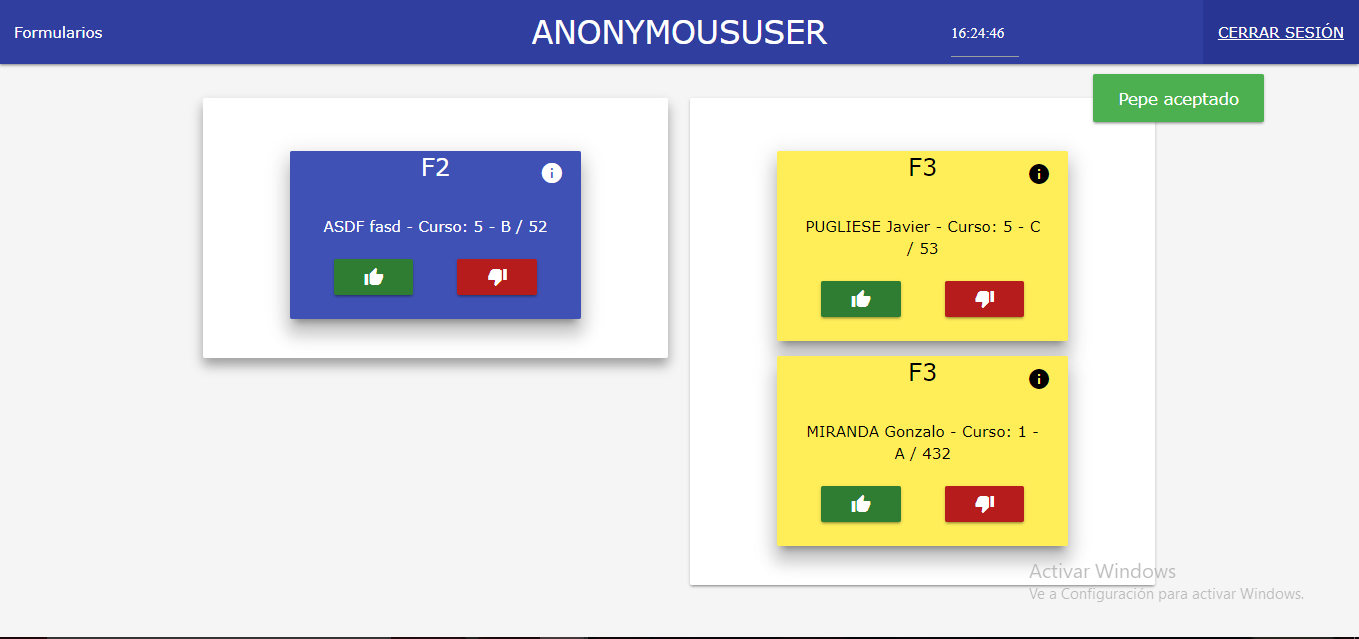 Formularios
ANONYMOUSUSER
16:24:46
CERRAR SESIÓN
Pepe aceptado
F2
ASDF fasd - Curso: 5 - B / 52
F3
PUGLIESE Javier - Curso: 5 - C
/ 53
F3
MIRANDA Gonzalo - Curso: 1 -
A / 432
Activar Windows
Ve a Configuración para activar Windows.